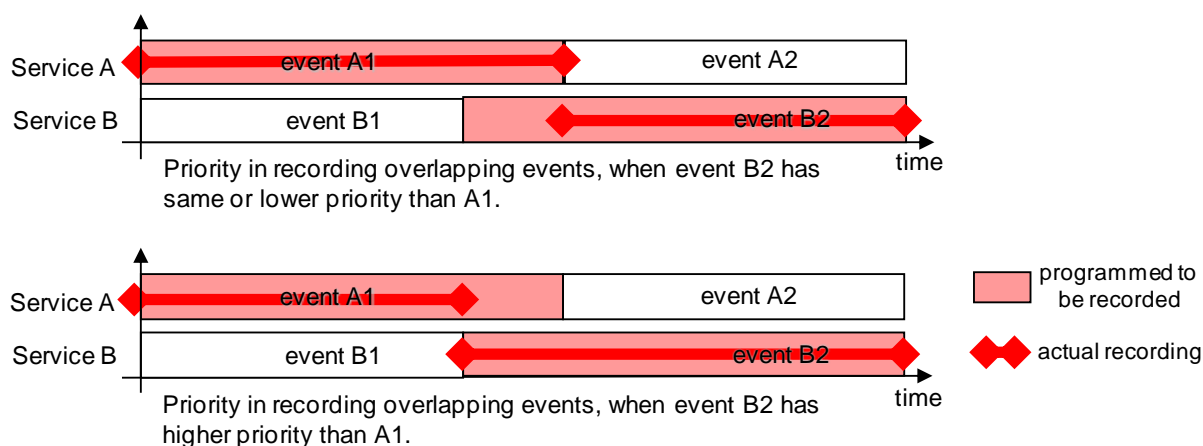 Service A
event A1
event A2
Service B
event B1
event B2
time
Priority in recording overlapping events, when event B2 has
same or lower priority than A1.
Service A
event A1
event A2
Service B
event B1
event B2
time
Priority in recording overlapping events, when event B2 has
higher priority than A1.
programmed to
be recorded
actual recording